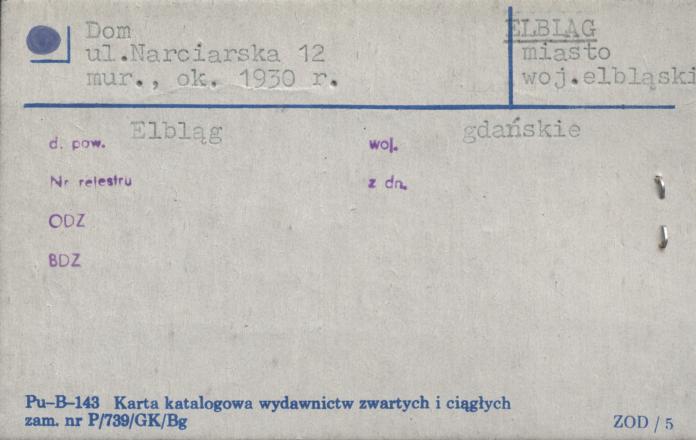 Dom
ul.Narciarska 12
mur., ok. 1930 r.
ELBLĄG
miasto
woj.elbląski
d. pow. Elbląg woj. gdańskie
Nr rejestru z dn.
ODZ
BDZ
Pu-B-143 Karta katalogowa wydawnictw zwartych i ciągłych
zam. nr P/739/GK/Bg
ZOD / 5